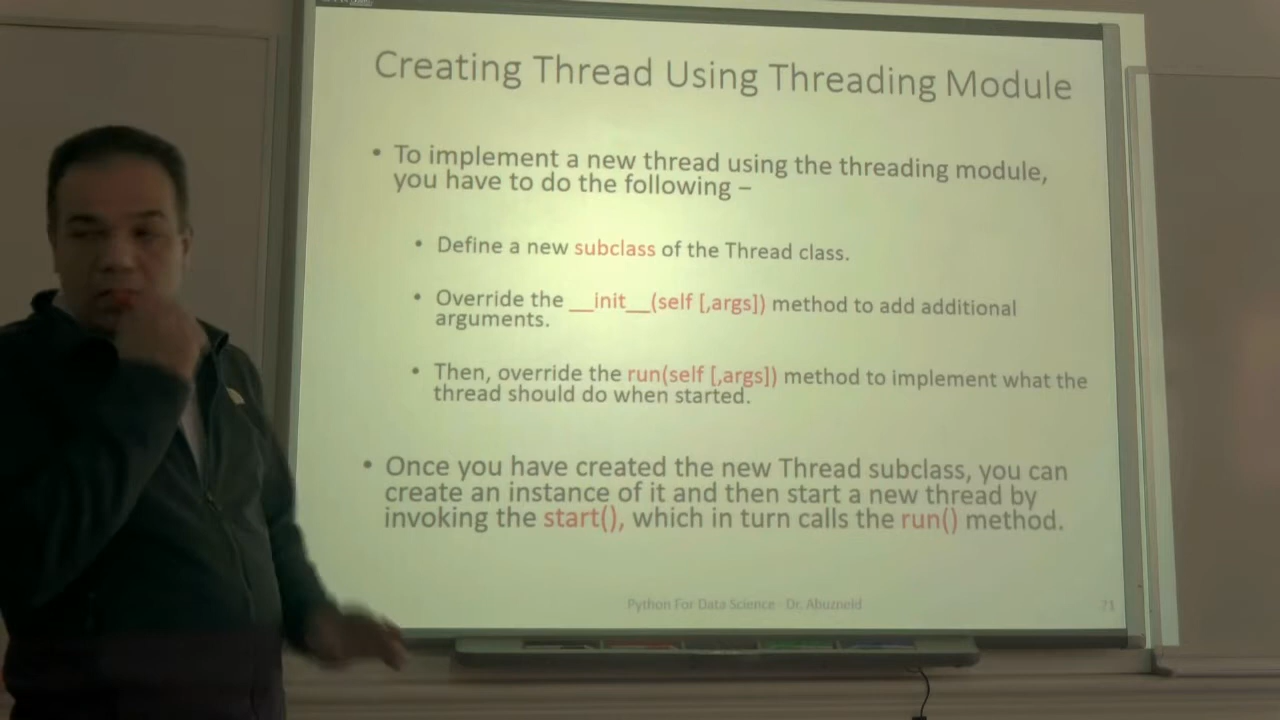 Creating Thread Using Threading Module
• To implement a new thread using the threading module,
you have to do the following –
• Define a new subclass of the Thread class.
• Override the __init__(self [,args]) method to add additional
arguments.
• Then, override the run(self [,args]) method to implement what the
thread should do when started.
• Once you have created the new Thread subclass, you can
create an instance of it and then start a new thread by
invoking the start(), which in turn calls the run() method.
Python For Data Science - Dr. Abuzneid
71